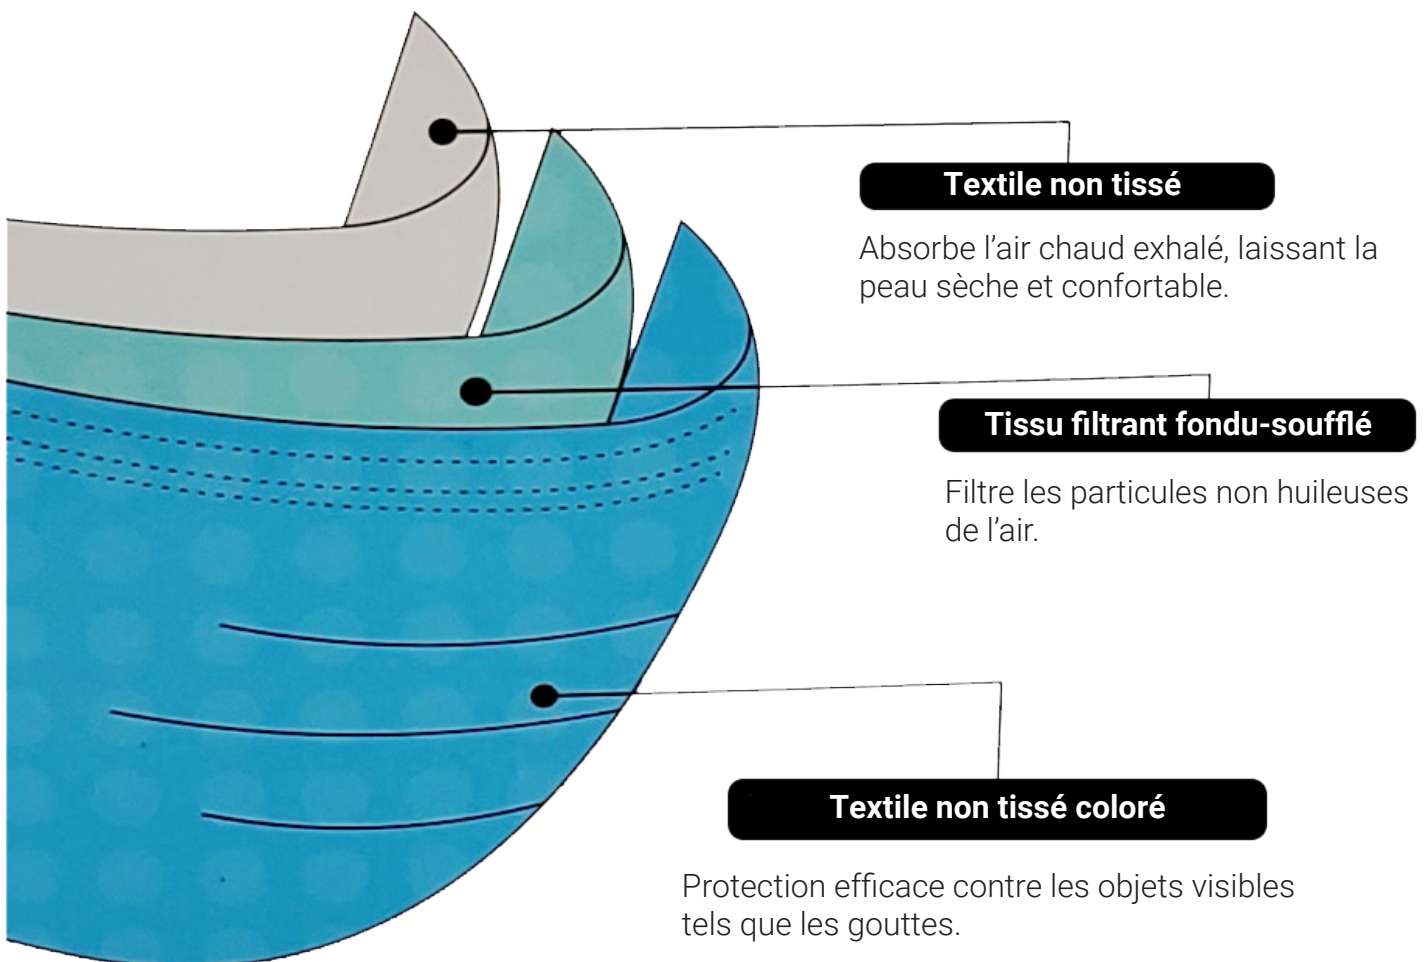 Textile non tissé
Absorbe l’air chaud exhalé, laissant la
peau sèche et confortable.
Tissu filtrant fondu-soufflé
Filtre les particules non huileuses
de l’air.
Textile non tissé coloré
Protection efficace contre les objets visibles
tels que les gouttes.